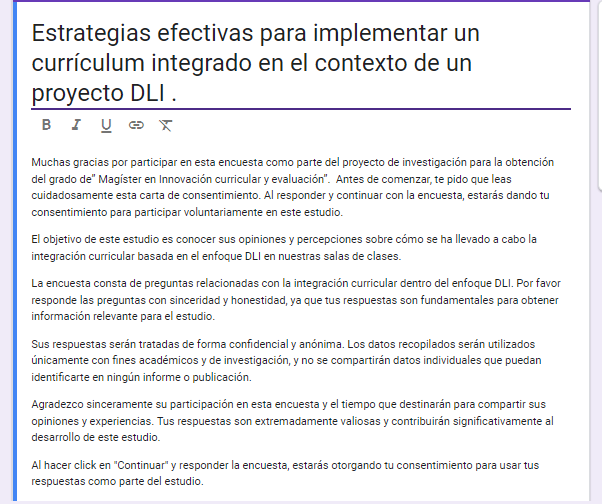 Estrategias efectivas para implementar un
currículum integrado en el contexto de un
proyecto DLI .
B I U
Muchas gracias por participar en esta encuesta como parte del proyecto de investigación para la obtención
del grado de” Magíster en Innovación curricular y evaluación”.  Antes de comenzar, te pido que leas
cuidadosamente esta carta de consentimiento. Al responder y continuar con la encuesta, estarás dando tu
consentimiento para participar voluntariamente en este estudio.
El objetivo de este estudio es conocer sus opiniones y percepciones sobre cómo se ha llevado a cabo la
integración curricular basada en el enfoque DLI en nuestras salas de clases.
La encuesta consta de preguntas relacionadas con la integración curricular dentro del enfoque DLI. Por favor
responde las preguntas con sinceridad y honestidad, ya que tus respuestas son fundamentales para obtener
información relevante para el estudio.
Sus respuestas serán tratadas de forma confidencial y anónima. Los datos recopilados serán utilizados
únicamente con fines académicos y de investigación, y no se compartirán datos individuales que puedan
identificarte en ningún informe o publicación.
Agradezco sinceramente su participación en esta encuesta y el tiempo que destinarán para compartir sus
opiniones y experiencias. Tus respuestas son extremadamente valiosas y contribuirán significativamente al
desarrollo de este estudio.
Al hacer click en "Continuar" y responder la encuesta, estarás otorgando tu consentimiento para usar tus
respuestas como parte del estudio.